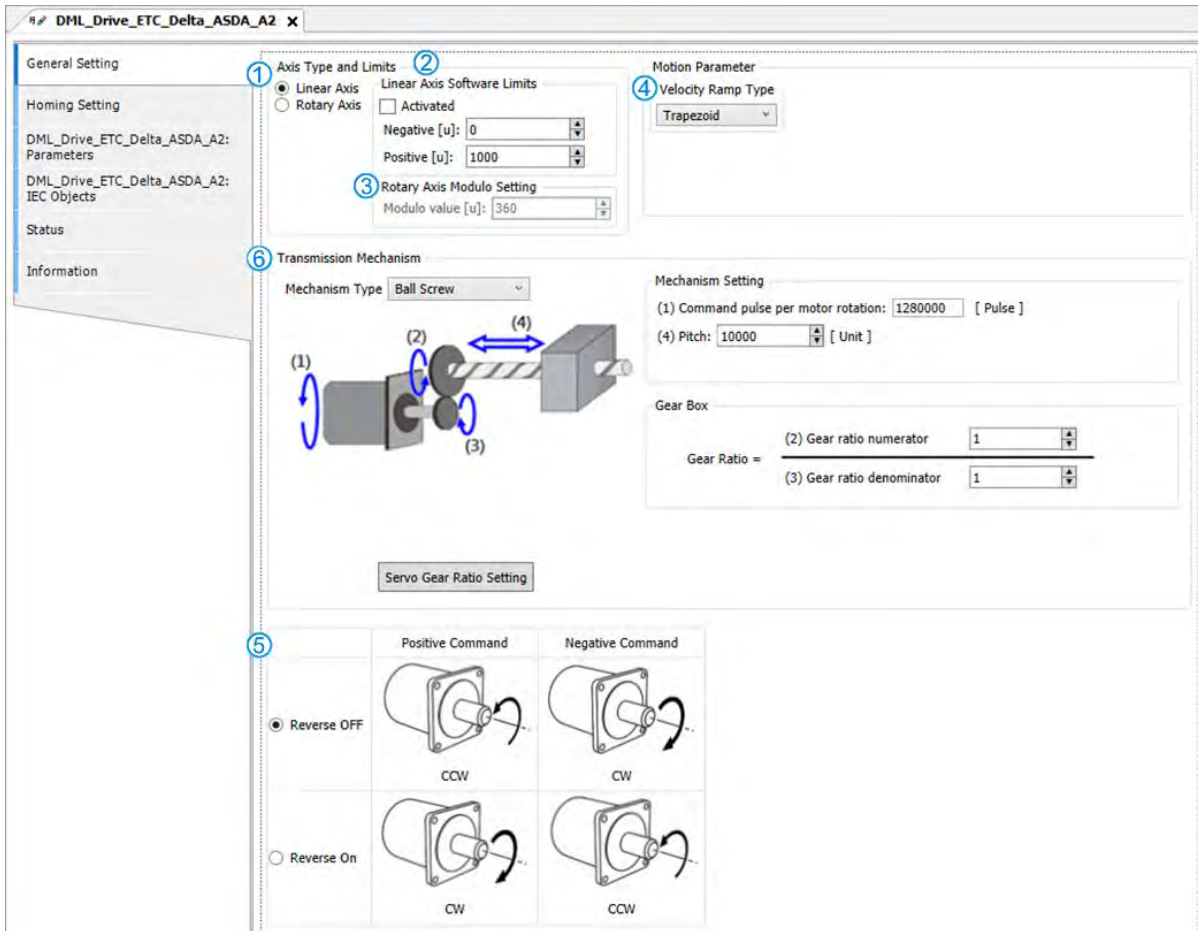 DML_Drive_ETC_Delta_ASDA_A2 X
General Setting
Homing Setting
DML_Drive_ETC_Delta_ASDA_A2:
Parameters
DML_Drive_ETC_Delta_ASDA_A2:
IEC Objects
Status
Information
① Axis Type and Limits
Linear Axis
Rotary Axis
② Linear Axis Software Limits
Activated
Negative [u]: 0
Positive [u]: 1000
③ Rotary Axis Modulo Setting
Modulo value [u]: 360
Motion Parameter
④ Velocity Ramp Type
Trapezoid
⑥ Transmission Mechanism
Mechanism Type Ball Screw
(1)
(2)
(4)
(3)
Servo Gear Ratio Setting
Mechanism Setting
(1) Command pulse per motor rotation: 1280000 [ Pulse ]
(4) Pitch: 10000 [ Unit ]
Gear Box
Gear Ratio =
(2) Gear ratio numerator 1
(3) Gear ratio denominator 1
⑤
Positive Command Negative Command
Reverse OFF
CCW CW
Reverse On
CW CCW